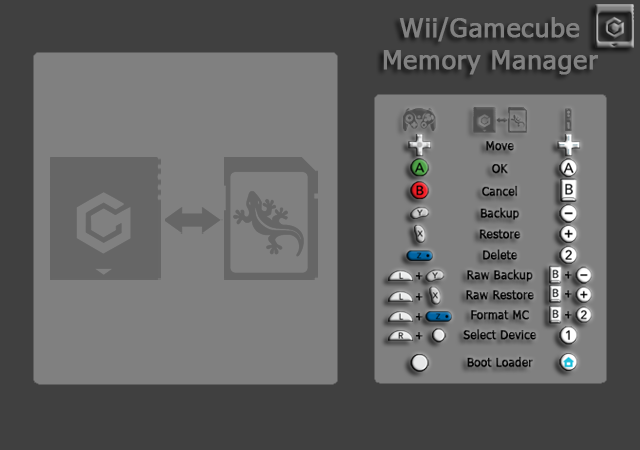 Wii/Gamecube
Memory Manager
Move
A OK A
B Cancel B
Y Backup −
X Restore +
Z Delete 2
L + Y Raw Backup B + −
L + X Raw Restore B + +
L + Z Format MC B + 2
R + Select Device 1
Boot Loader